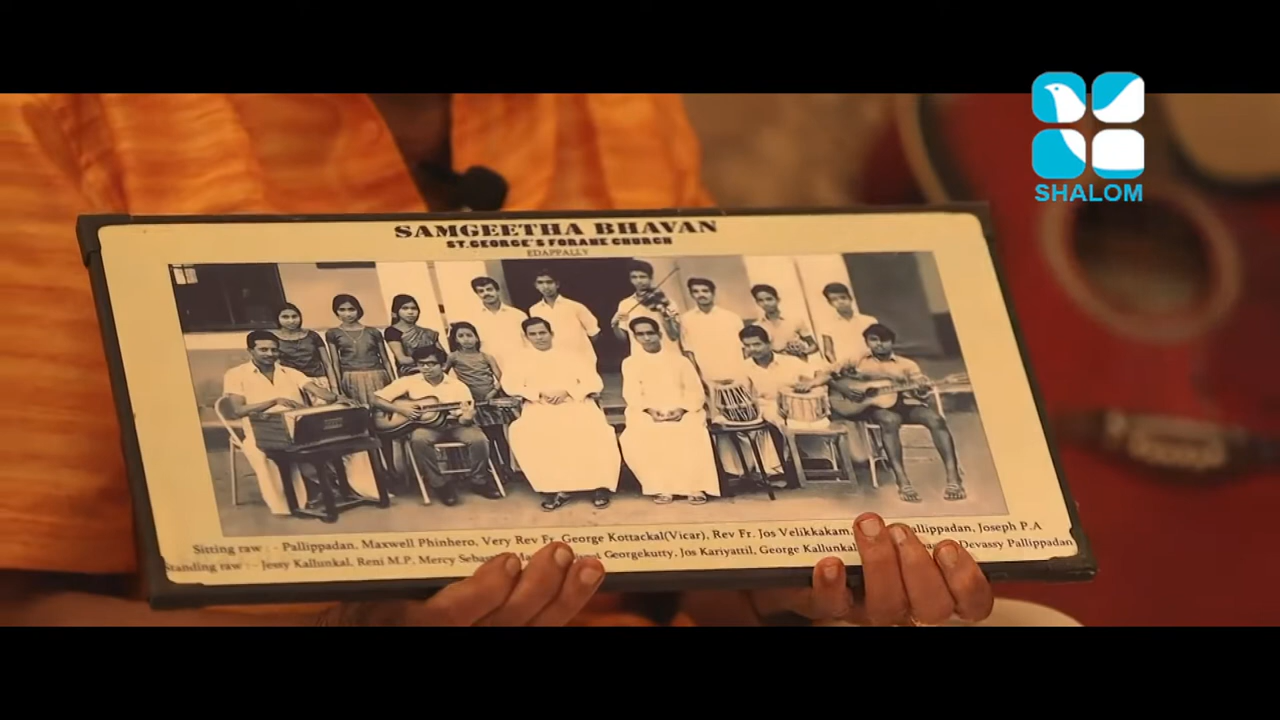 SHALOM
SAMGEETHA BHAVAN
ST.GEORGE'S FORANE CHURCH
EDAPPALLY
Sitting raw : - Pallippadan, Maxwell Phinhero, Very Rev Fr. George Kottackal(Vicar), Rev Fr. Jos Velikkakam, Pallippadan, Joseph P.A
Standing raw : - Jessy Kallunkal, Reni M.P, Mercy Georgekutty, Jos Kariyattil, George Kallunkal Devassy Pallippadan